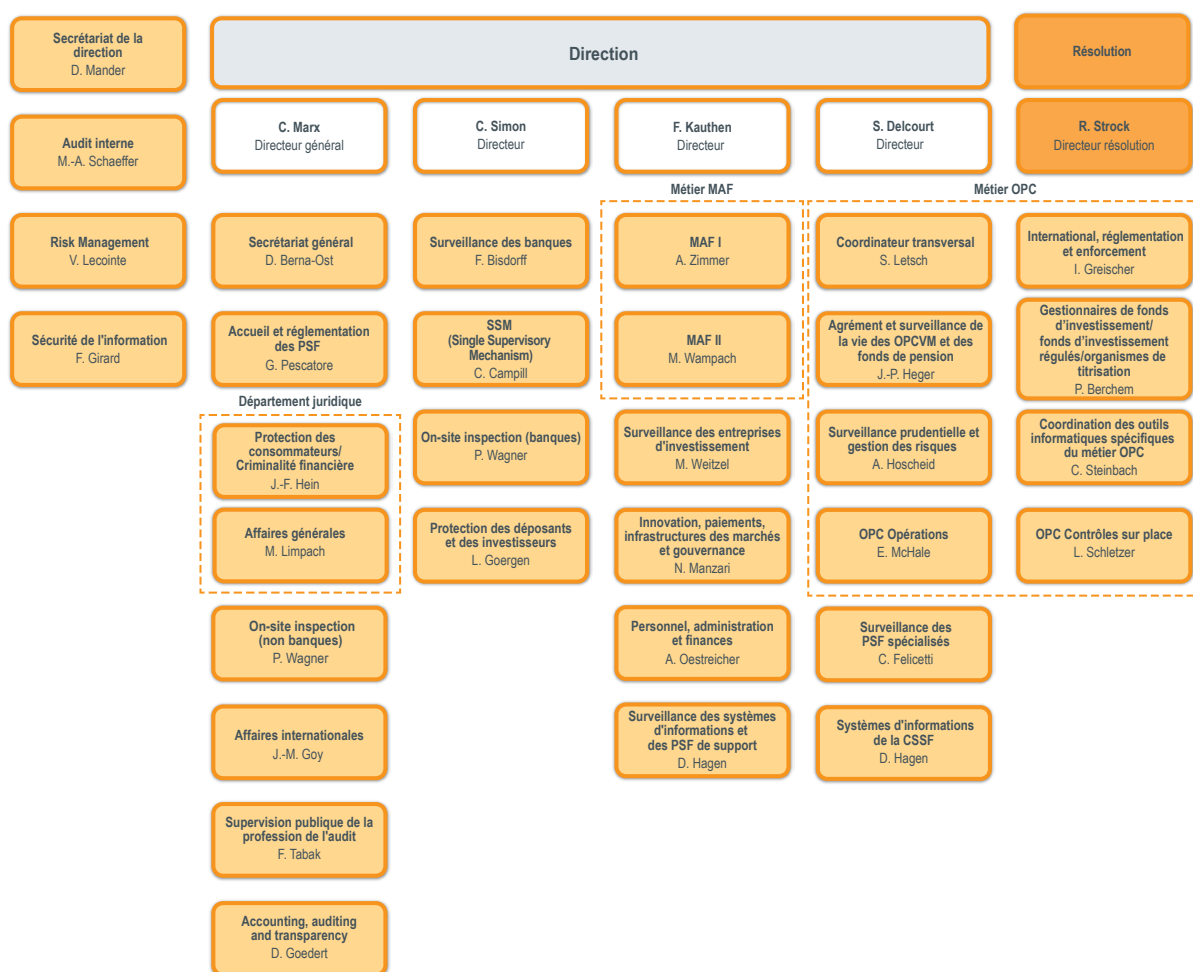 Secrétariat de la
direction
D. Mander
Direction
Résolution
Audit interne
M.-A. Schaeffer
C. Marx
Directeur général
C. Simon
Directeur
F. Kauthen
Directeur
S. Delcourt
Directeur
R. Strock
Directeur résolution
Métier MAF
Métier OPC
Risk Management
V. Lecointe
Secrétariat général
D. Berna-Ost
Surveillance des banques
F. Bisdorff
MAF I
A. Zimmer
Coordinateur transversal
S. Letsch
International, réglementation
et enforcement
I. Greischer
Sécurité de l'information
F. Girard
Accueil et réglementation
des PSF
G. Pescatore
SSM
(Single Supervisory
Mechanism)
C. Campill
MAF II
M. Wampach
Agrément et surveillance de
la vie des OPCVM et des
fonds de pension
J.-P. Heger
Gestionnaires de fonds
d’investissement/
fonds d’investissement
régulés/organismes de
titrisation
P. Berchem
Département juridique
Protection des
consommateurs/
Criminalité financière
J.-F. Hein
On-site inspection (banques)
P. Wagner
Surveillance des entreprises
d'investissement
M. Weitzel
Surveillance prudentielle et
gestion des risques
A. Hoscheid
Coordination des outils
informatiques spécifiques
du métier OPC
C. Steinbach
Affaires générales
M. Limpach
Protection des déposants
et des investisseurs
L. Goergen
Innovation, paiements,
infrastructures des marchés
et gouvernance
N. Manzari
OPC Opérations
E. McHale
OPC Contrôles sur place
L. Schletzer
On-site inspection
(non banques)
P. Wagner
Personnel, administration
et finances
A. Oestreicher
Surveillance des
PSF spécialisés
C. Felicetti
Affaires internationales
J.-M. Goy
Surveillance des systèmes
d'informations et
des PSF de support
D. Hagen
Systèmes d'informations
de la CSSF
D. Hagen
Supervision publique de la
profession de l'audit
F. Tabak
Accounting, auditing
and transparency
D. Goedert